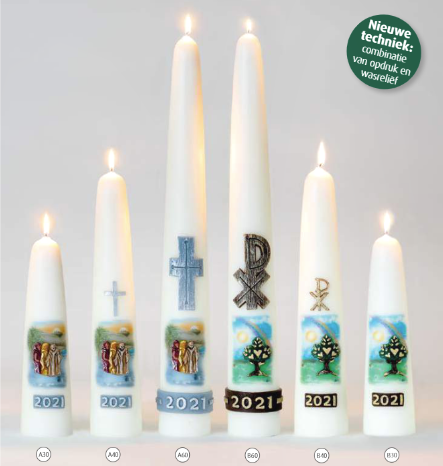 Nieuwe
techniek:
combinatie
van opdruk en
wasreliëf
2021
2021
2021
2021
2021
2021
A30
A40
A60
B60
B40
B30